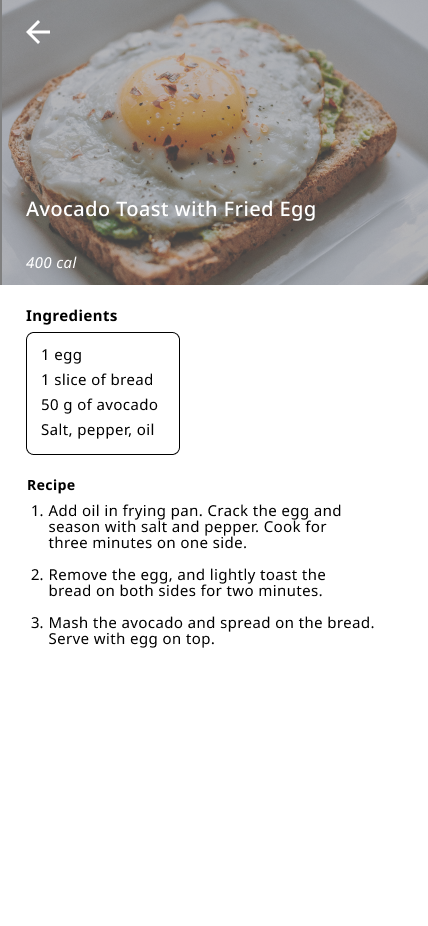 Avocado Toast with Fried Egg
400 cal
Ingredients
1 egg
1 slice of bread
50 g of avocado
Salt, pepper, oil
Recipe
1. Add oil in frying pan. Crack the egg and
season with salt and pepper. Cook for
three minutes on one side.
2. Remove the egg, and lightly toast the
bread on both sides for two minutes.
3. Mash the avocado and spread on the bread.
Serve with egg on top.